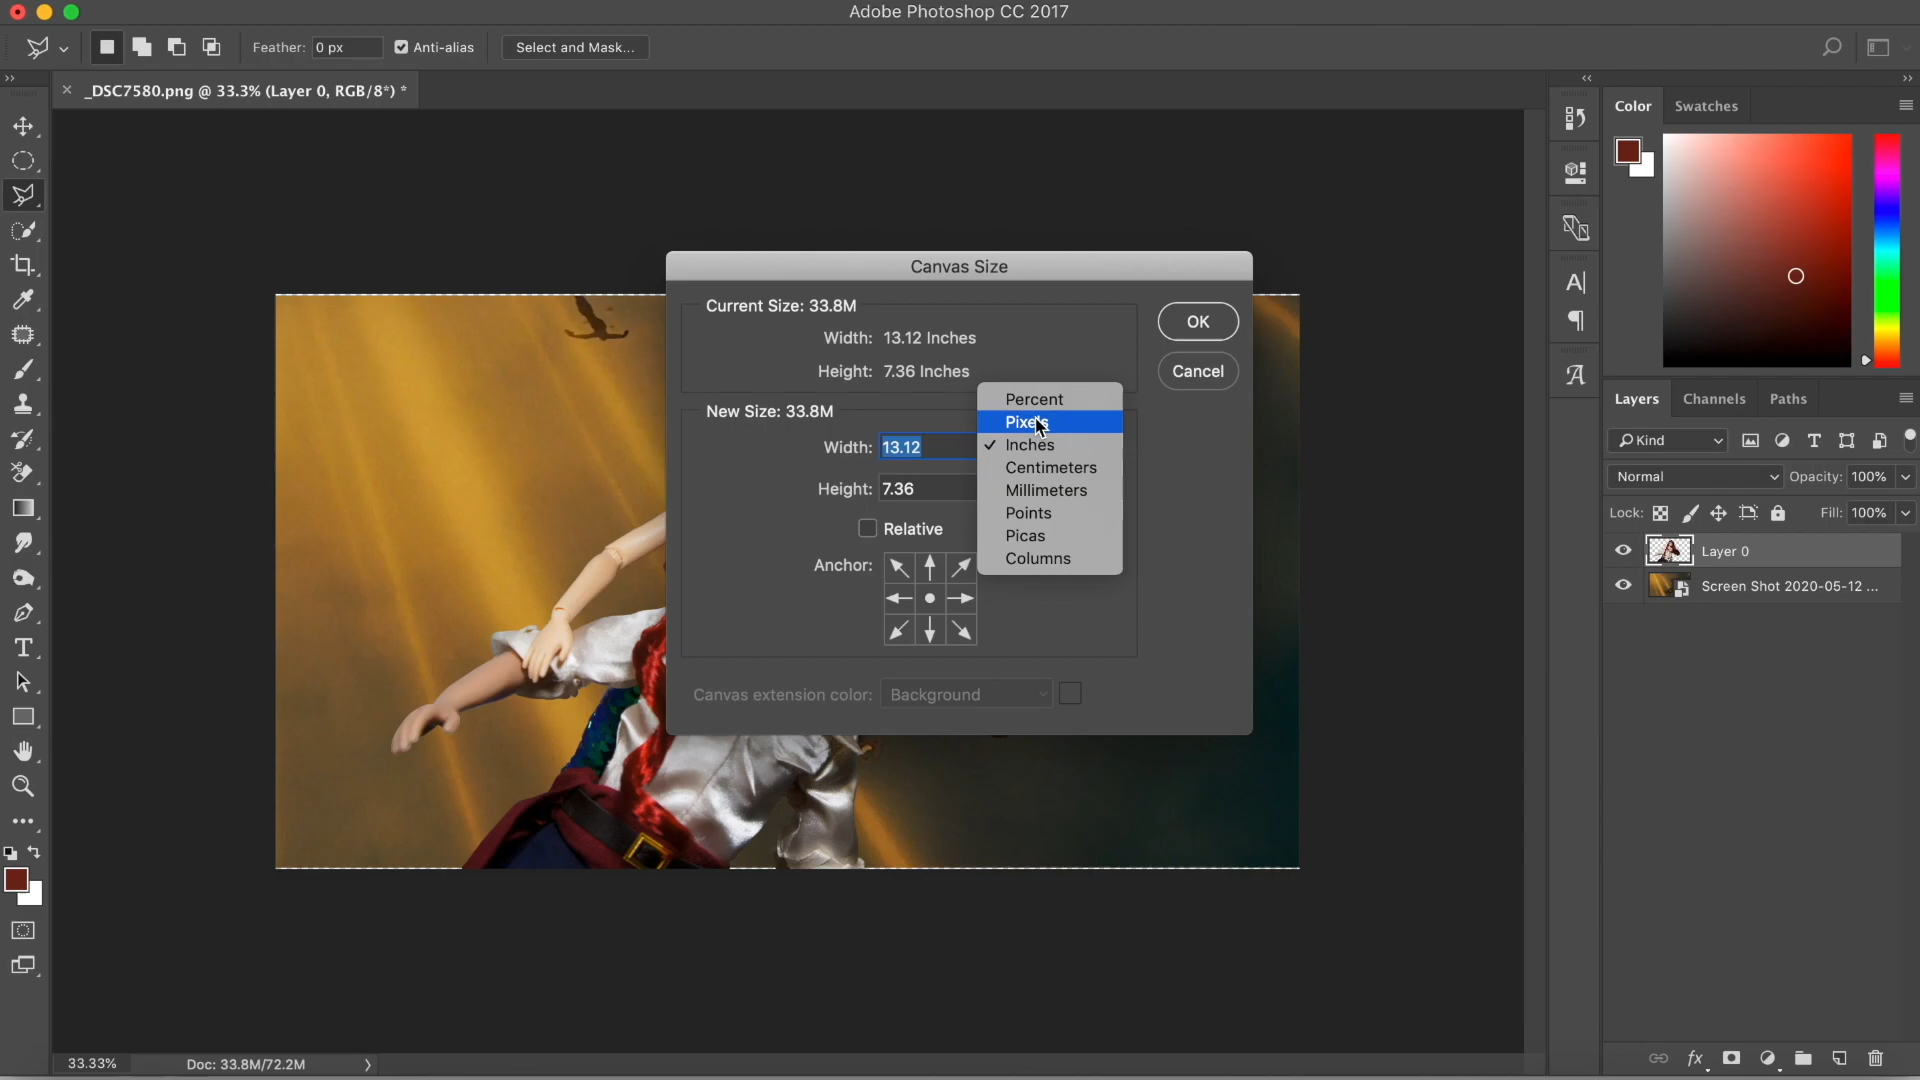 Adobe Photoshop CC 2017
Feather: 0 px Anti-alias Select and Mask...
_DSC7580.png @ 33.3% (Layer 0, RGB/8*) *
Canvas Size
Current Size: 33.8M
Width: 13.12 Inches
Height: 7.36 Inches
OK
Cancel
New Size: 33.8M
Width: 13.12
Height: 7.36
Relative
Anchor:
Percent
Pixels
Inches
Centimeters
Millimeters
Points
Picas
Columns
Canvas extension color: Background
Color Swatches
Layers Channels Paths
Kind
Normal Opacity: 100%
Lock: Fill: 100%
Layer 0
Screen Shot 2020-05-12 ...
fx
33.33% Doc: 33.8M/72.2M